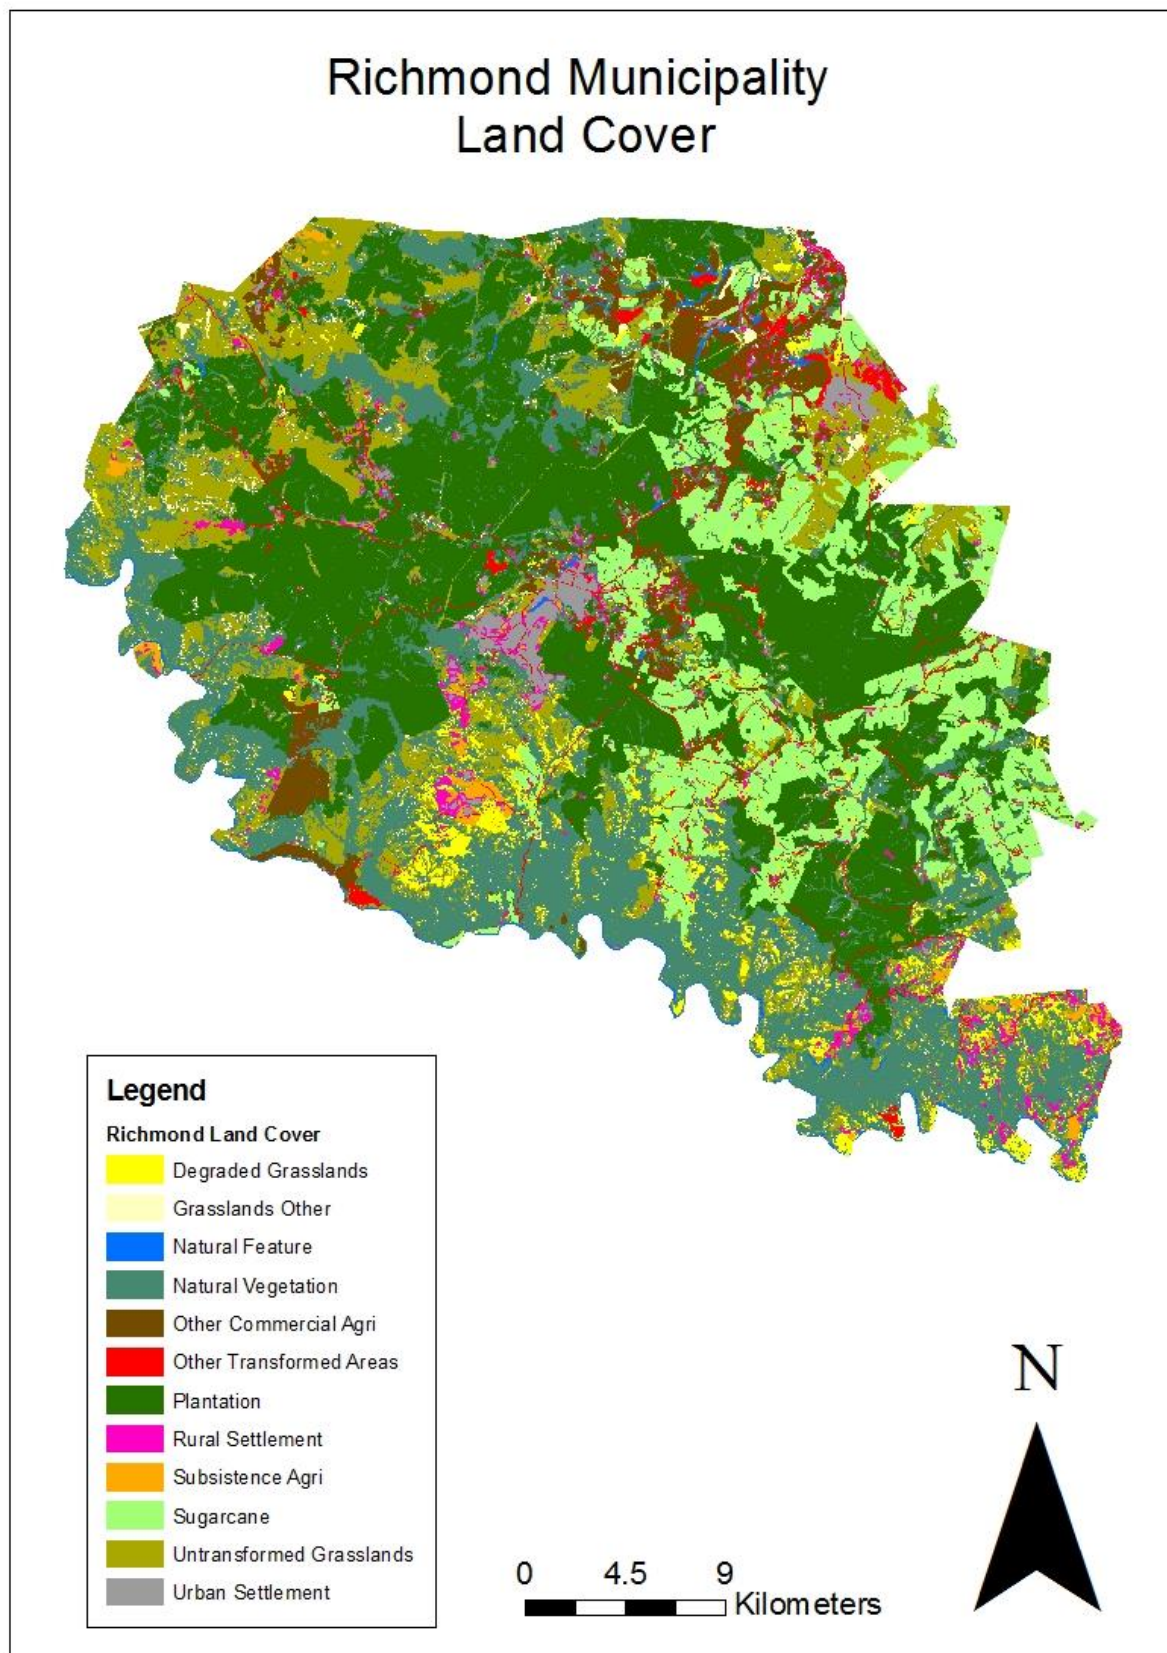 Richmond Municipality
Land Cover
Legend
Richmond Land Cover
Degraded Grasslands
Grasslands Other
Natural Feature
Natural Vegetation
Other Commercial Agri
Other Transformed Areas
Plantation
Rural Settlement
Subsistence Agri
Sugarcane
Untransformed Grasslands
Urban Settlement
N
0 4.5 9
Kilometers